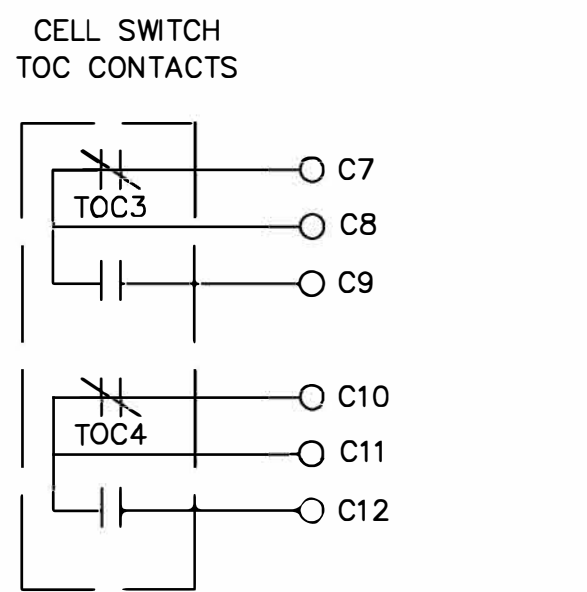 CELL SWITCH
TOC CONTACTS
C7
TOC3
C8
C9
C10
TOC4
C11
C12